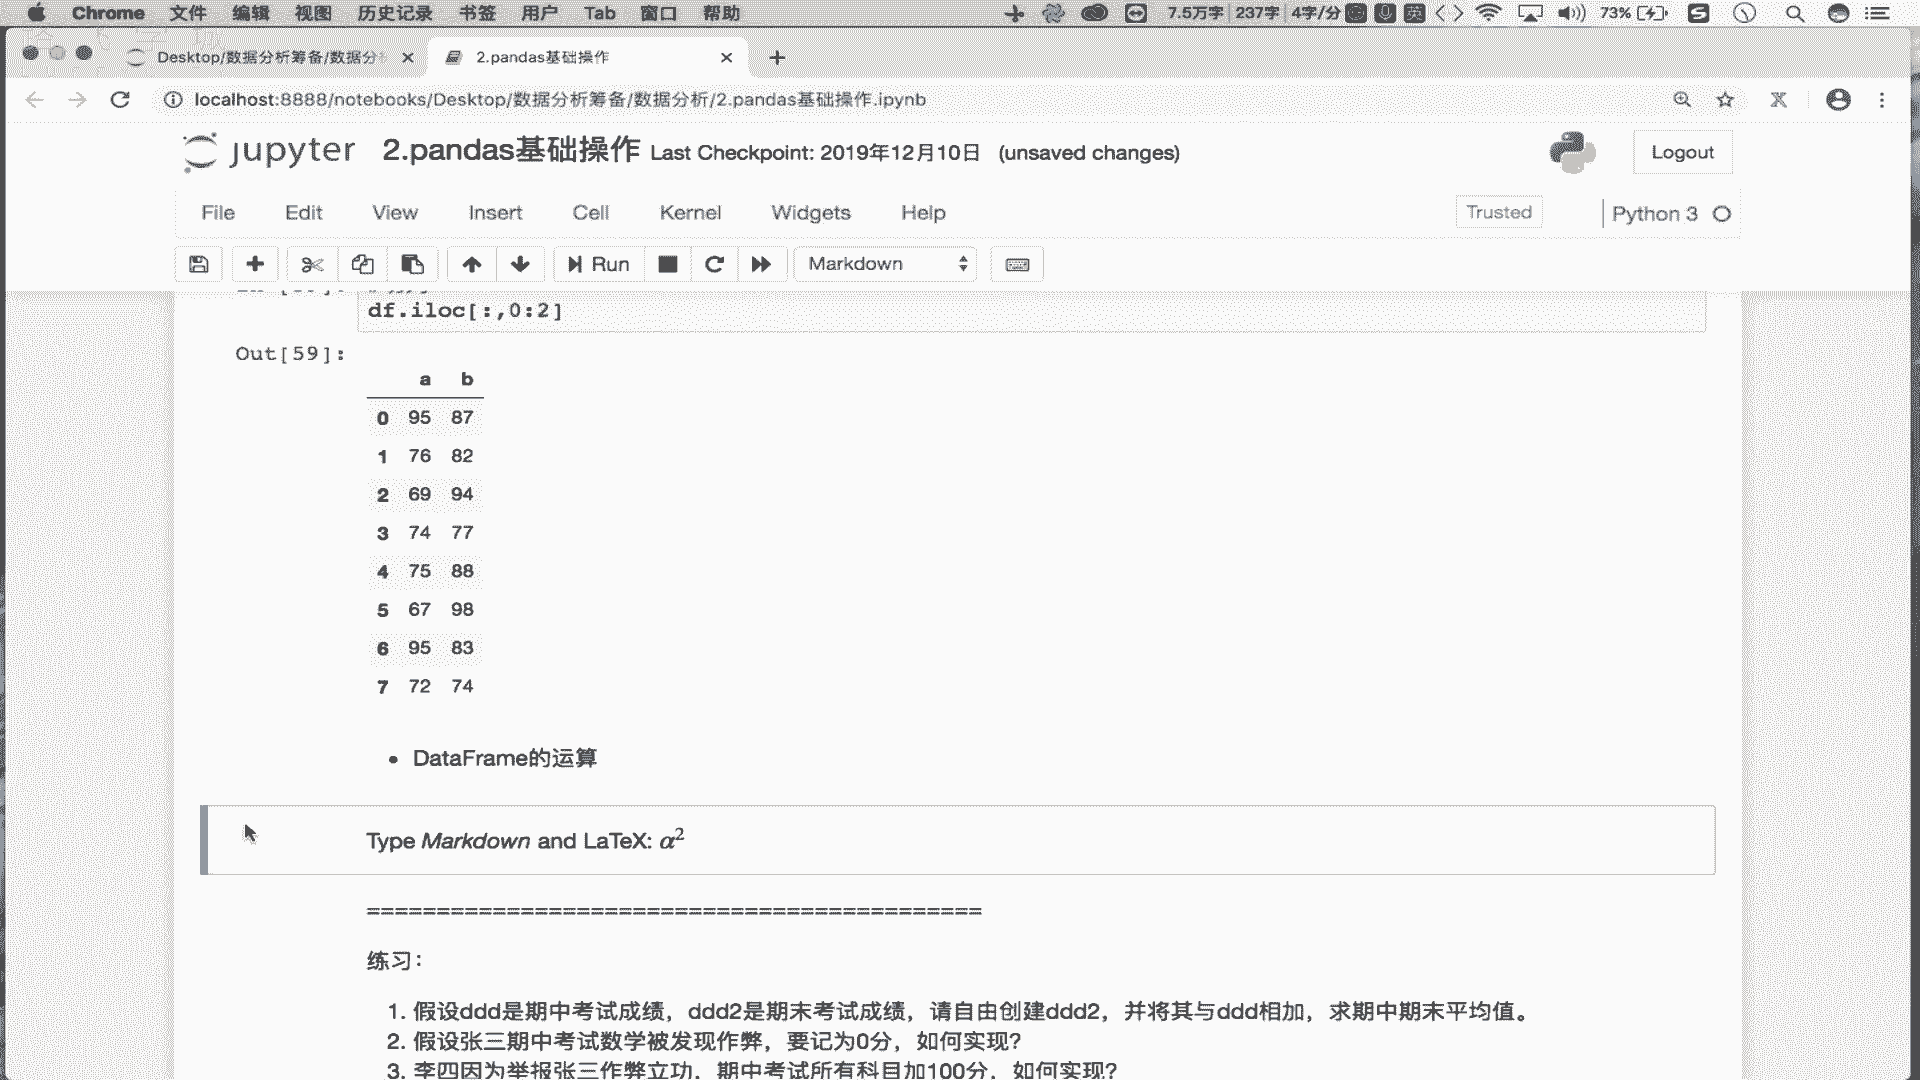 Chrome 文件 编辑 视图 历史记录 书签 用户 Tab 窗口 帮助 7.5万字 237字 4字/分 英 73%
Desktop/数据分析筹备/数据分 2.pandas基础操作
localhost:8888/notebooks/Desktop/数据分析筹备/数据分析/2.pandas基础操作.ipynb
jupyter 2.pandas基础操作 Last Checkpoint: 2019年12月10日 (unsaved changes) Logout
File Edit View Insert Cell Kernel Widgets Help Trusted Python 3
Run Markdown
df.iloc[:,0:2]
Out[59]:
a b
0 95 87
1 76 82
2 69 94
3 74 77
4 75 88
5 67 98
6 95 83
7 72 74
• DataFrame的运算
Type Markdown and LaTeX: α²
============================================
练习：
1. 假设ddd是期中考试成绩，ddd2是期末考试成绩，请自由创建ddd2，并将其与ddd相加，求期中期末平均值。
2. 假设张三期中考试数学被发现作弊，要记为0分，如何实现？
3. 李四因为举报张三作弊立功，期中考试所有科目加100分，如何实现？